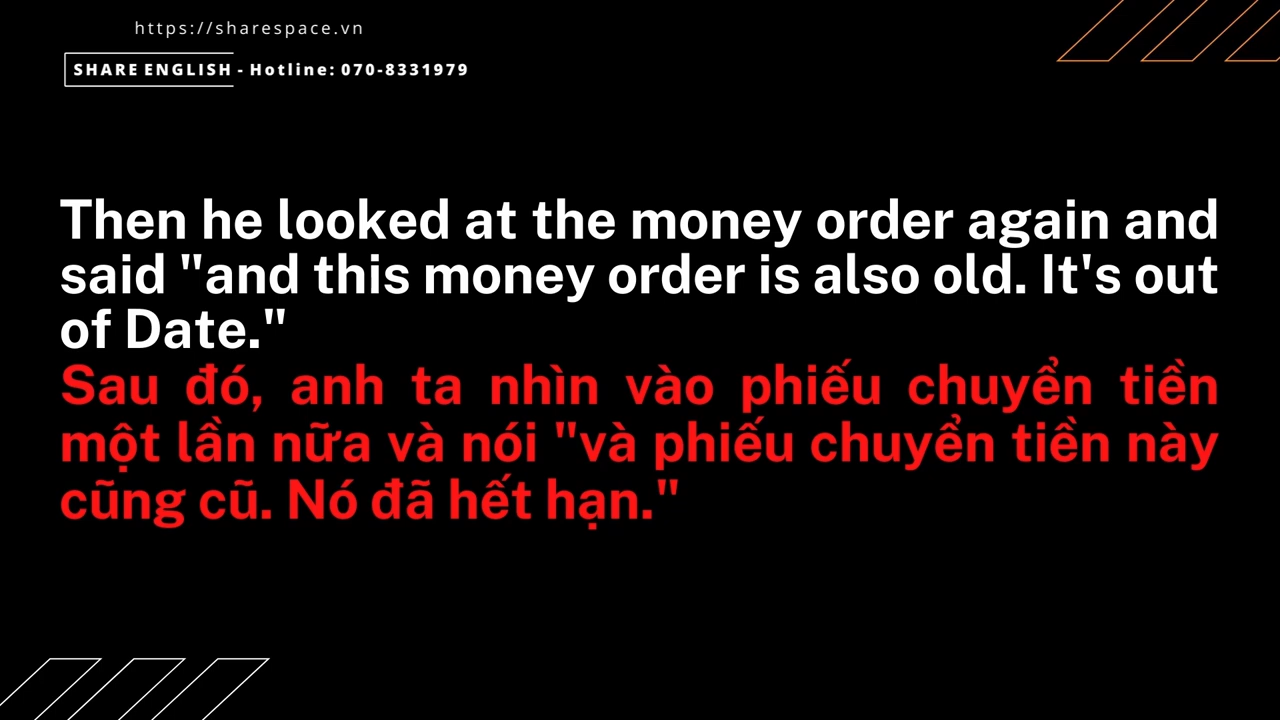 https://sharespace.vn
SHARE ENGLISH - Hotline: 070-8331979
Then he looked at the money order again and
said "and this money order is also old. It's out
of Date."
Sau đó, anh ta nhìn vào phiếu chuyển tiền
một lần nữa và nói "và phiếu chuyển tiền này
cũng cũ. Nó đã hết hạn."